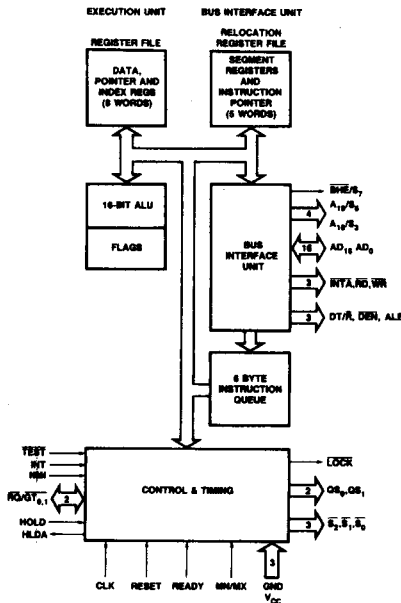 EXECUTION UNIT
BUS INTERFACE UNIT
REGISTER FILE
RELOCATION
REGISTER FILE
DATA,
POINTER AND
INDEX REGS
(8 WORDS)
SEGMENT
REGISTERS
AND
INSTRUCTION
POINTER
(5 WORDS)
16-BIT ALU
FLAGS
BUS
INTERFACE
UNIT
BHE/S7
4
A19/S6
A16/S3
16
AD15 AD0
3
INTA, RD, WR
3
DT/R, DEN, ALE
6 BYTE
INSTRUCTION
QUEUE
TEST
INT
NMI
RQ/GT0,1
2
HOLD
HLDA
CONTROL & TIMING
LOCK
2
QS0, QS1
3
S2, S1, S0
CLK
RESET
READY
MN/MX
3
GND
VCC